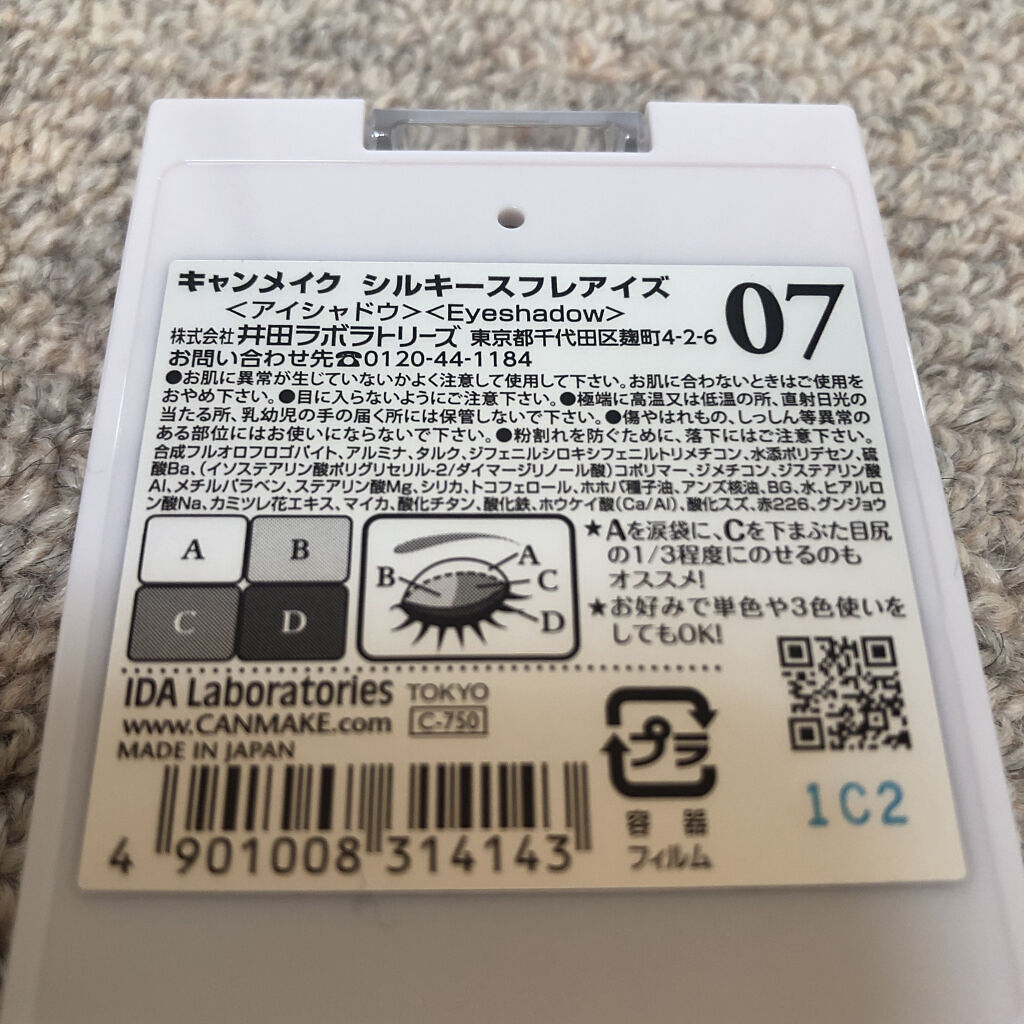 キャンメイク シルキースフレアイズ
07
<アイシャドウ><Eyeshadow>
株式会社 井田ラボラトリーズ 東京都千代田区麹町4-2-6
お問い合わせ先☎0120-44-1184
●お肌に異常が生じていないかよく注意して使用して下さい。お肌に合わないときはご使用を
おやめ下さい。●目に入らないようにご注意下さい。●極端に高温又は低温の所、直射日光の
当たる所、乳幼児の手の届く所には保管しないで下さい。●傷やはれもの、しっしん等異常の
ある部位にはお使いにならないで下さい。●粉割れを防ぐために、落下にはご注意下さい。
合成フルオロフロゴパイト、アルミナ、タルク、ジフェニルシロキシフェニルトリメチコン、水添ポリデセン、硫
酸Ba、(イソステアリン酸ポリグリセリル-2/ダイマージリノール酸)コポリマー、ジメチコン、ジステアリン酸
Al、メチルパラベン、ステアリン酸Mg、シリカ、トコフェロール、ホホバ種子油、アンズ核油、BG、水、ヒアルロ
ン酸Na、カミツレ花エキス、マイカ、酸化チタン、酸化鉄、ホウケイ酸(Ca/Al)、酸化スズ、赤226、グンジョウ
A B
C D
A
B
C
D
★Aを涙袋に、Cを下まぶた目尻
の1/3程度にのせるのも
オススメ!
★お好みで単色や3色使いを
してもOK!
IDA Laboratories TOKYO
www.CANMAKE.com C-750
MADE IN JAPAN
プラ
容器
フィルム
1C2
4 901008 314143